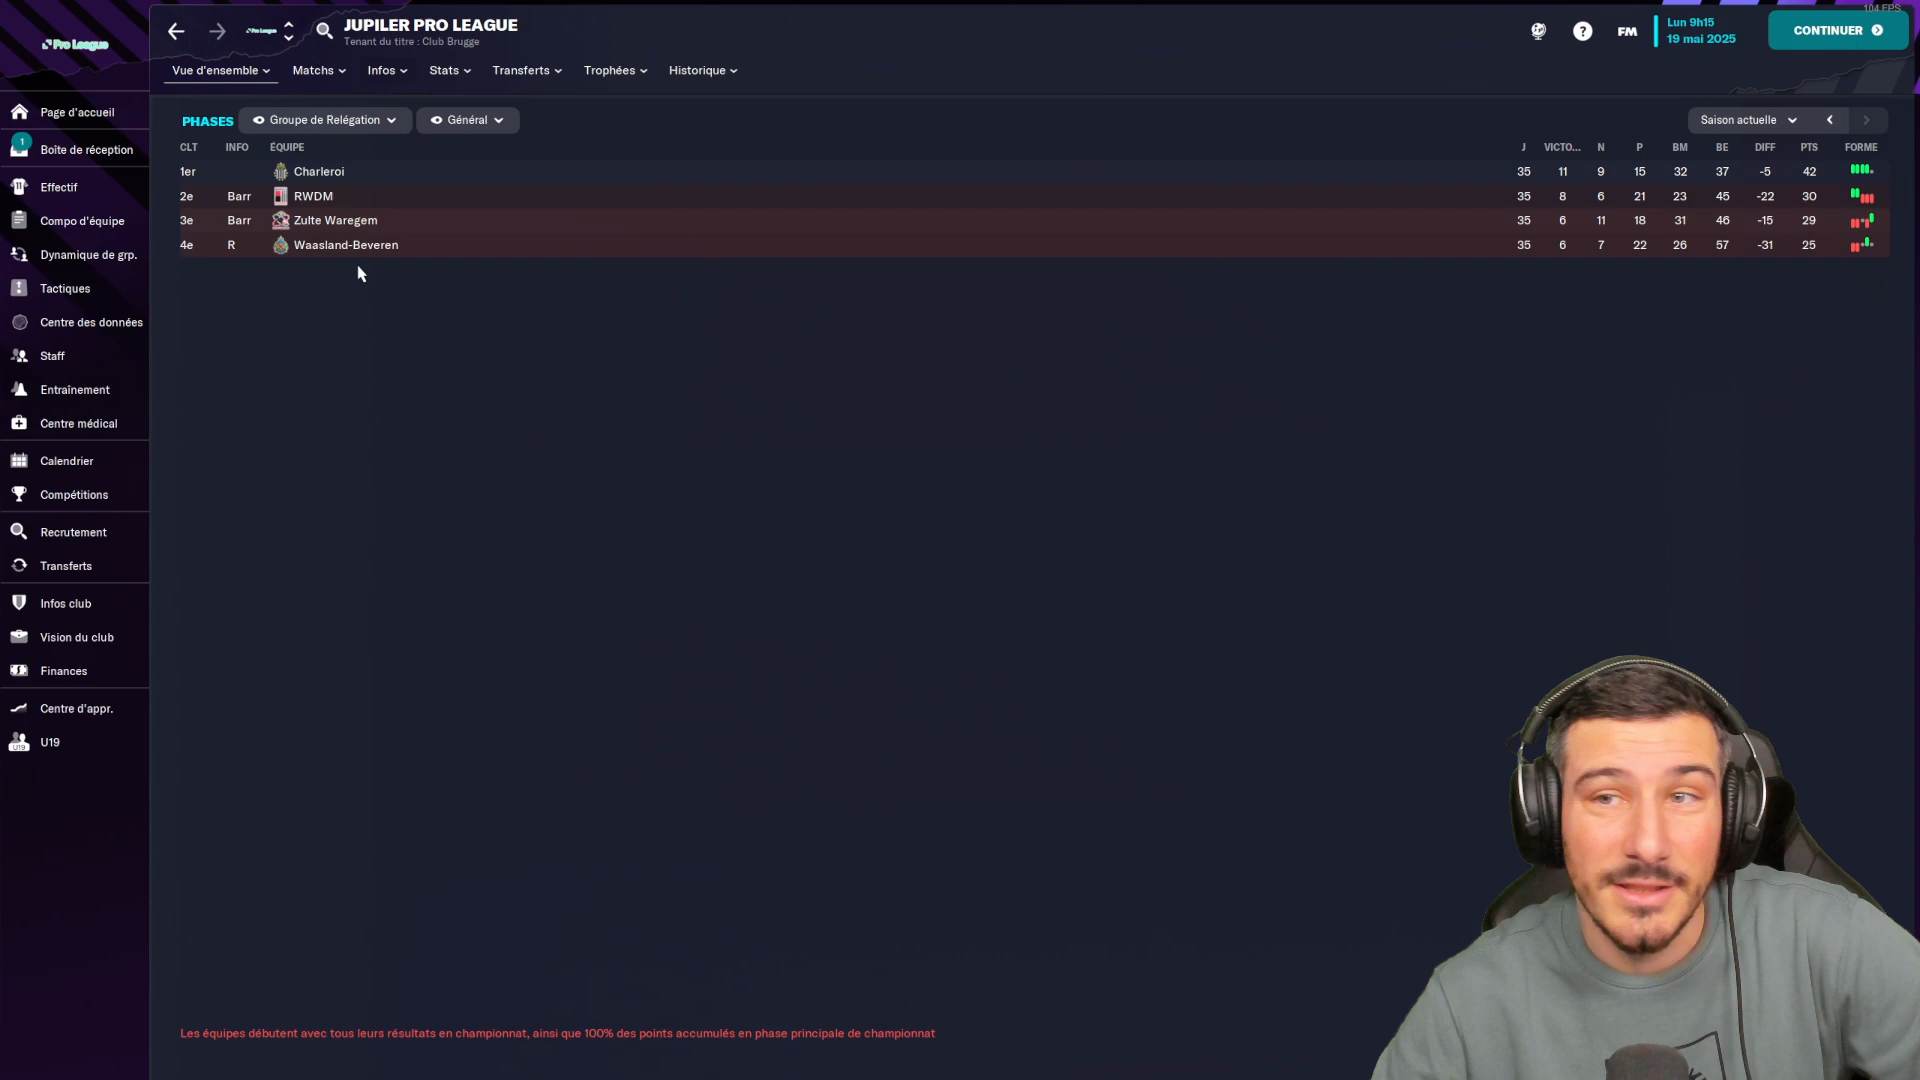 104 FPS
Pro League
Pro League
JUPILER PRO LEAGUE
Tenant du titre : Club Brugge
FM
Lun 9h15
19 mai 2025
CONTINUER
Vue d'ensemble
Matchs
Infos
Stats
Transferts
Trophées
Historique
Page d'accueil
1
Boîte de réception
Effectif
Compo d'équipe
Dynamique de grp.
Tactiques
Centre des données
Staff
Entraînement
Centre médical
Calendrier
Compétitions
Recrutement
Transferts
Infos club
Vision du club
Finances
Centre d'appr.
U19
U19
PHASES Groupe de Relégation Général Saison actuelle
CLT INFO ÉQUIPE J VICTO... N P BM BE DIFF PTS FORME
1er Charleroi 35 11 9 15 32 37 -5 42
2e Barr RWDM 35 8 6 21 23 45 -22 30
3e Barr Zulte Waregem 35 6 11 18 31 46 -15 29
4e R Waasland-Beveren 35 6 7 22 26 57 -31 25
Les équipes débutent avec tous leurs résultats en championnat, ainsi que 100% des points accumulés en phase principale de championnat